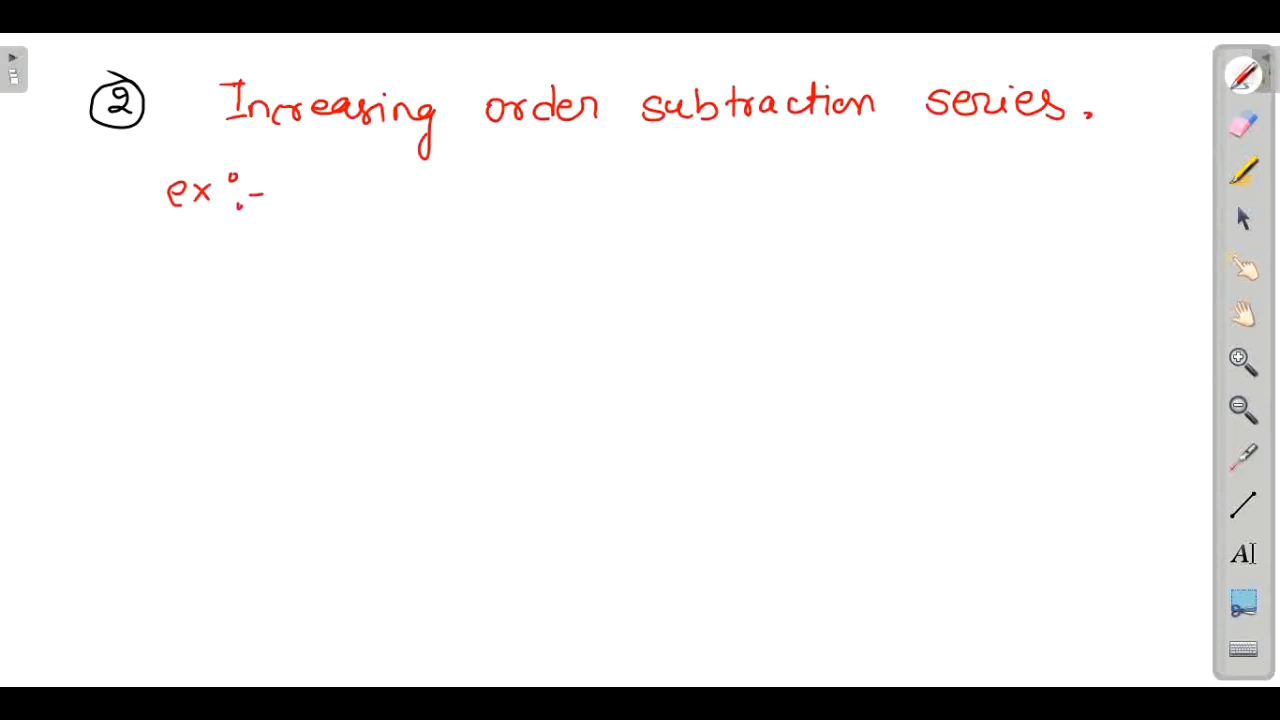 ② Increasing order subtraction series.
ex :-